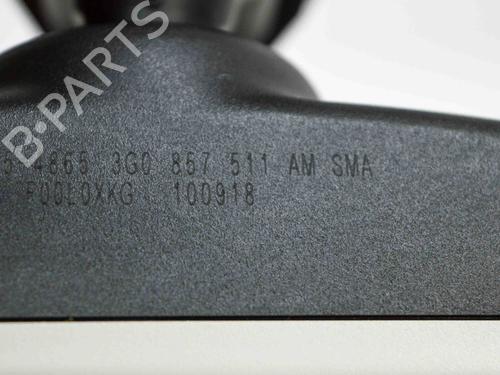 B-PARTS
4865 3G0 857 511 AM SMA
F00L0XKG 100918